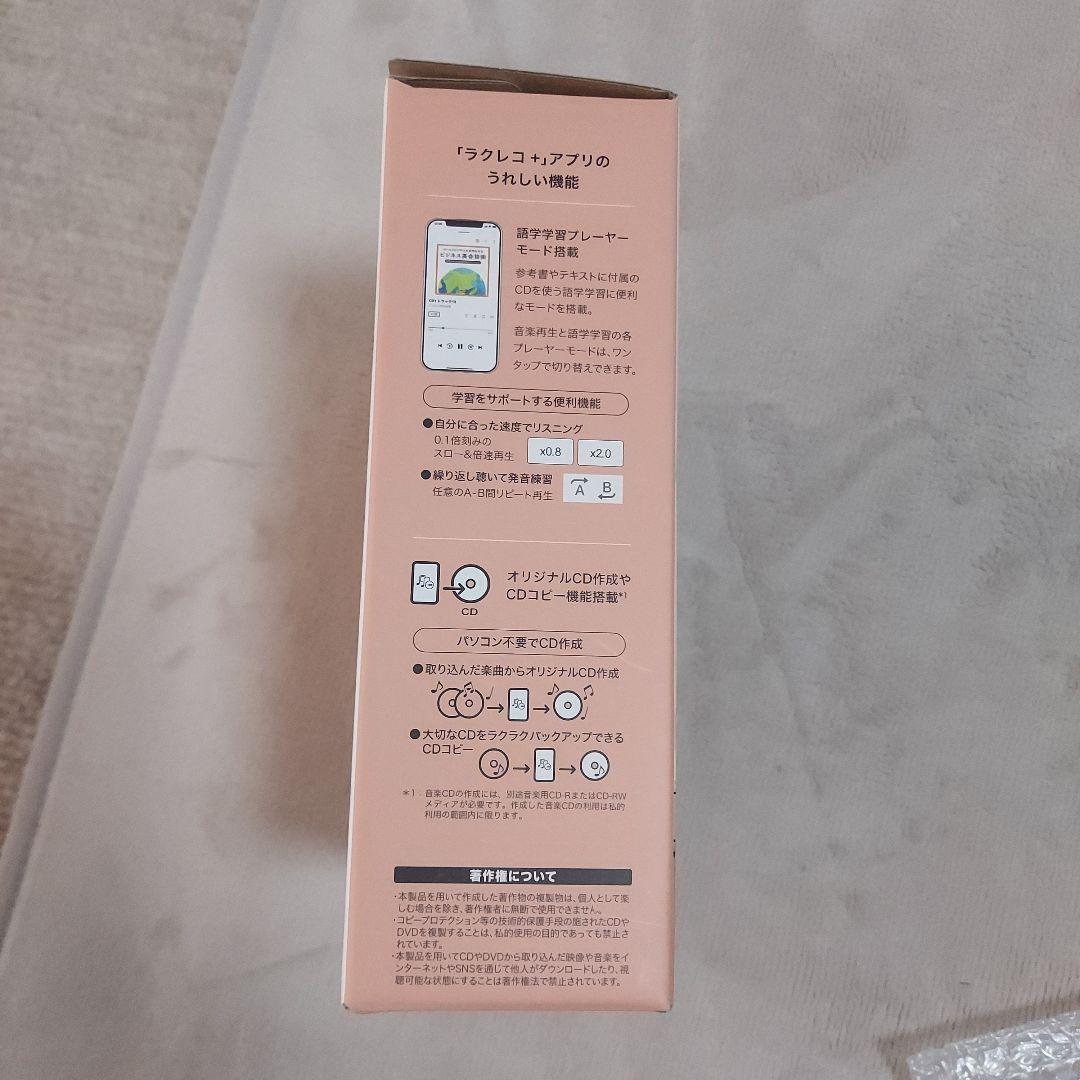 「ラクレコ+」アプリの
うれしい機能
ビジネス英会話術
語学学習プレーヤー
モード搭載
参考書やテキストに付属の
CDを使う語学学習に便利
なモードを搭載。
音楽再生と語学学習の各
プレーヤーモードは、ワン
タップで切り替えできます。
学習をサポートする便利機能
●自分に合った速度でリスニング
0.1倍刻みの
スロー&倍速再生
x0.8 x2.0
●繰り返し聴いて発音練習
任意のA-B間リピート再生
A B
オリジナルCD作成や
CDコピー機能搭載*1
CD
パソコン不要でCD作成
●取り込んだ楽曲からオリジナルCD作成
●大切なCDをラクラクバックアップできる
CDコピー
*1 音楽CDの作成には、別途音楽用CD-RまたはCD-RW
メディアが必要です。作成した音楽CDの利用は私的
利用の範囲内に限ります。
著作権について
・本製品を用いて作成した著作物の複製物は、個人として楽
しむ場合を除き、著作権者に無断で使用できません。
・コピープロテクション等の技術的保護手段の施されたCDや
DVDを複製することは、私的使用の目的であっても禁止さ
れています。
・本製品を用いてCDやDVDから取り込んだ映像や音楽をイ
ンターネットやSNSを通じて他人がダウンロードしたり、視
聴可能な状態にすることは著作権法で禁止されています。